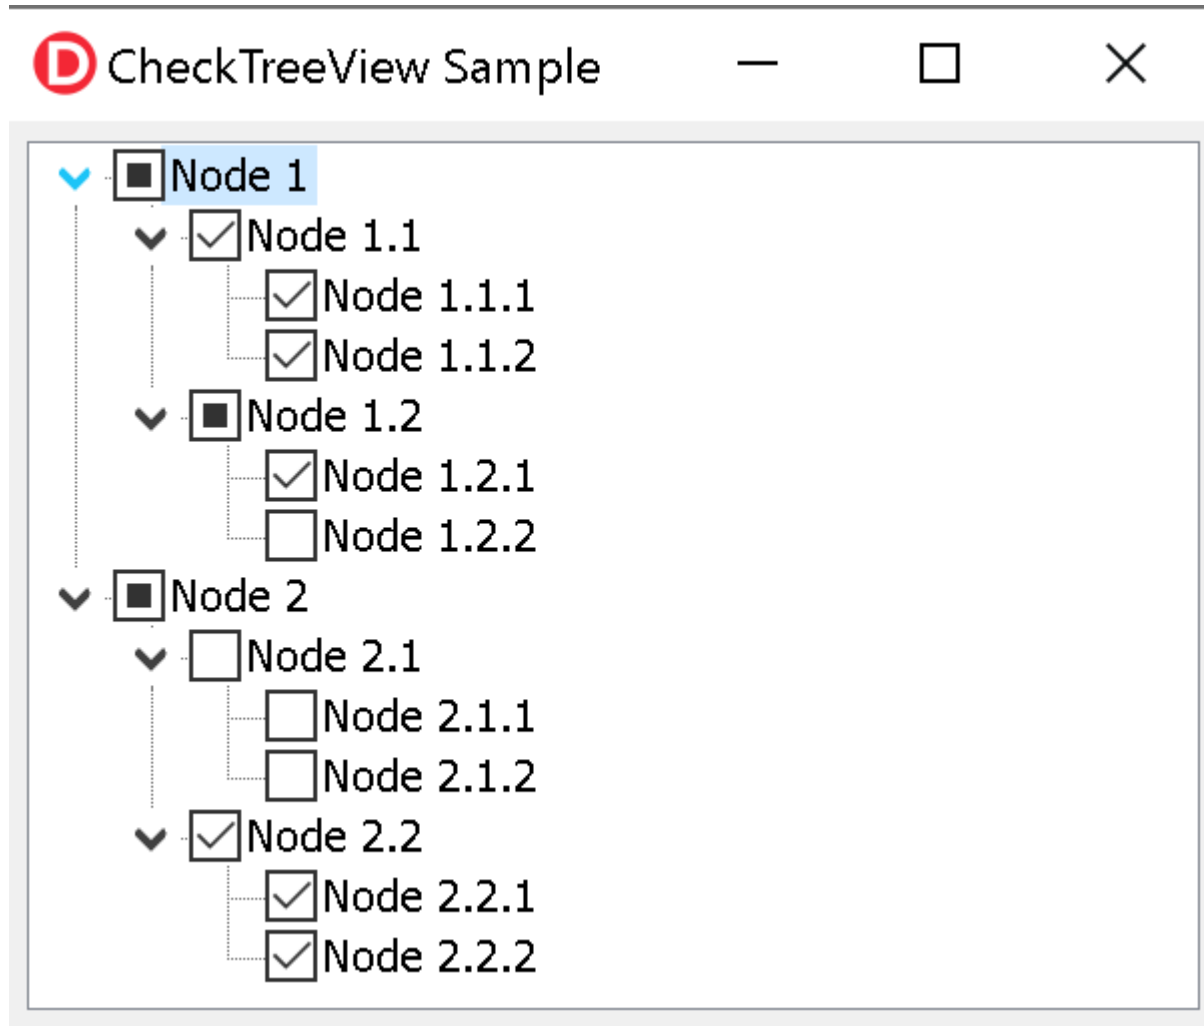 D CheckTreeView Sample
Node 1
Node 1.1
Node 1.1.1
Node 1.1.2
Node 1.2
Node 1.2.1
Node 1.2.2
Node 2
Node 2.1
Node 2.1.1
Node 2.1.2
Node 2.2
Node 2.2.1
Node 2.2.2